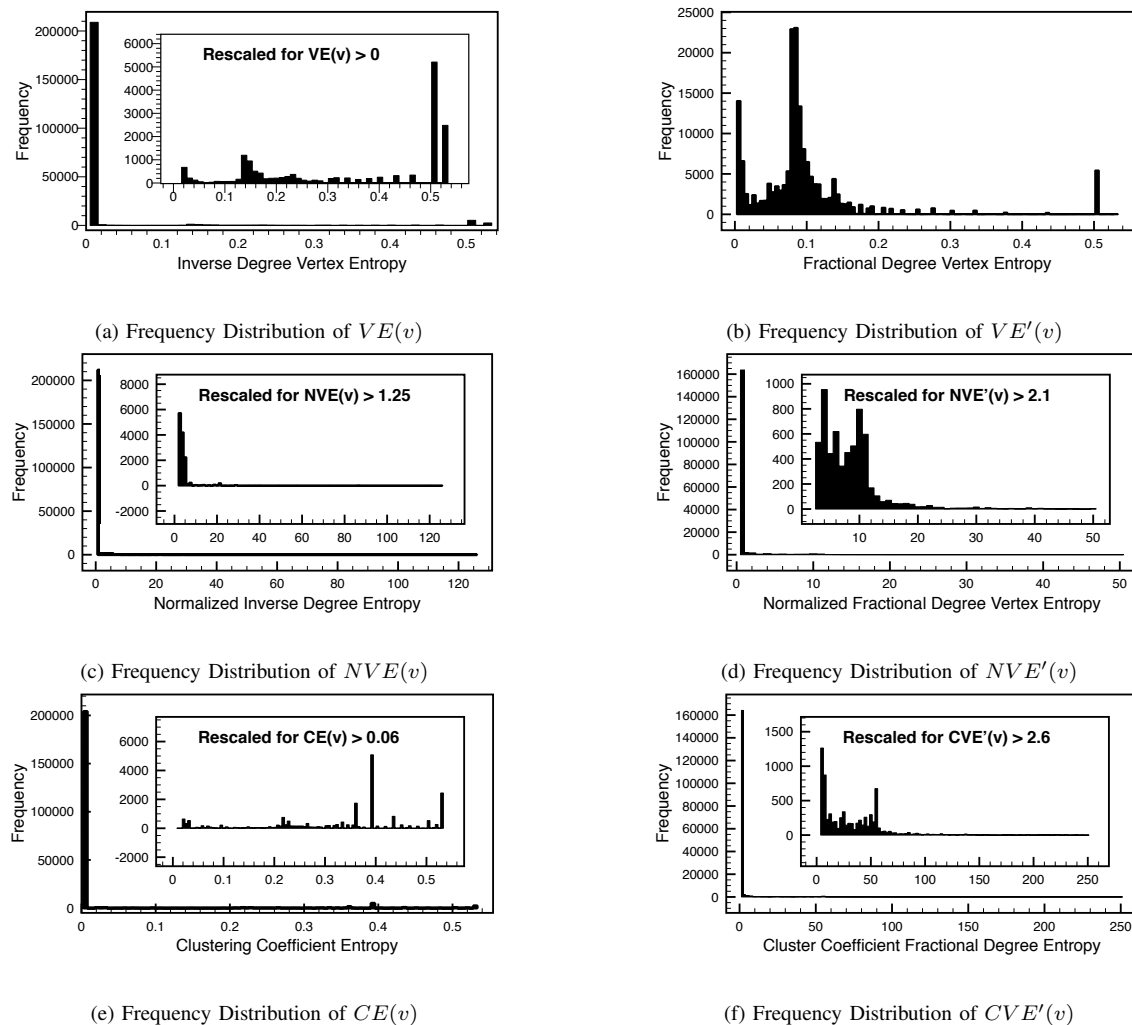 200000
150000
100000
50000
0
Frequency
Rescaled for VE(v) > 0
6000
5000
4000
3000
2000
1000
0
0 0.1 0.2 0.3 0.4 0.5
0 0.1 0.2 0.3 0.4 0.5
Inverse Degree Vertex Entropy
(a) Frequency Distribution of VE(v)
25000
20000
15000
10000
5000
0
Frequency
0 0.1 0.2 0.3 0.4 0.5
Fractional Degree Vertex Entropy
(b) Frequency Distribution of VE′(v)
200000
150000
100000
50000
0
Frequency
Rescaled for NVE(v) > 1.25
8000
6000
4000
2000
0
-2000
0 20 40 60 80 100 120
0 20 40 60 80 100 120
Normalized Inverse Degree Entropy
(c) Frequency Distribution of NVE(v)
160000
140000
120000
100000
80000
60000
40000
20000
0
Frequency
Rescaled for NVE'(v) > 2.1
1000
800
600
400
200
0
10 20 30 40 50
0 10 20 30 40 50
Normalized Fractional Degree Vertex Entropy
(d) Frequency Distribution of NVE′(v)
200000
150000
100000
50000
0
Frequency
Rescaled for CE(v) > 0.06
6000
4000
2000
0
-2000
0 0.1 0.2 0.3 0.4 0.5
0 0.1 0.2 0.3 0.4 0.5
Clustering Coefficient Entropy
(e) Frequency Distribution of CE(v)
160000
140000
120000
100000
80000
60000
40000
20000
0
Frequency
Rescaled for CVE'(v) > 2.6
1500
1000
500
0
0 50 100 150 200 250
0 50 100 150 200 250
Cluster Coefficient Fractional Degree Entropy
(f) Frequency Distribution of CVE′(v)